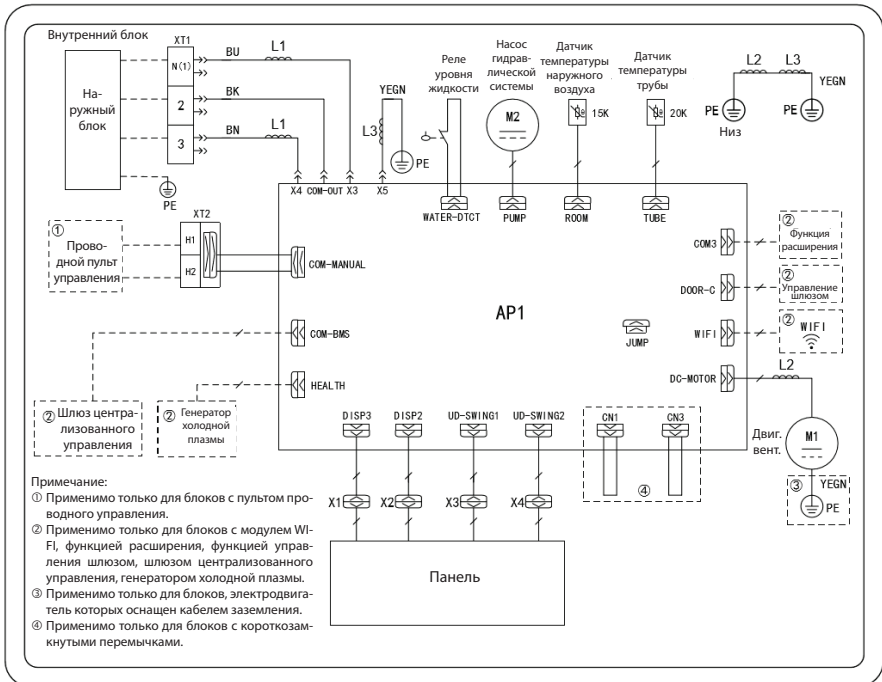 Внутренний блок
XT1
BU
L1
N(1)
BK
2
BN
L1
3
На-
ружный
блок
PE
X4
COM-OUT
X3
X5
YEGN
L3
PE
Реле
уровня
жидкости
WATER-DTCT
Насос
гидрав-
лической
системы
M2
PUMP
Датчик
температуры
наружного
воздуха
15K
ROOM
Датчик
температуры
трубы
20K
TUBE
L2
L3
YEGN
PE
PE
Низ
①
Прово-
дной пульт
управления
XT2
H1
H2
COM-MANUAL
COM-BMS
HEALTH
② Шлюз центра-
лизованного
управления
② Генератор
холодной
плазмы
AP1
JUMP
COM3
②
Функция
расширения
DOOR-C
②
Управление
шлюзом
WIFI
②
WIFI
DC-MOTOR
L2
Двиг.
вент.
M1
③
YEGN
PE
DISP3
DISP2
UD-SWING1
UD-SWING2
CN1
CN3
④
X1
X2
X3
X4
Панель
Примечание:
① Применимо только для блоков с пультом про-
водного управления.
② Применимо только для блоков с модулем WI-
FI, функцией расширения, функцией управ-
ления шлюзом, шлюзом централизованного
управления, генератором холодной плазмы.
③ Применимо только для блоков, электродвига-
тель которых оснащен кабелем заземления.
④ Применимо только для блоков с короткозам-
кнутыми перемычками.